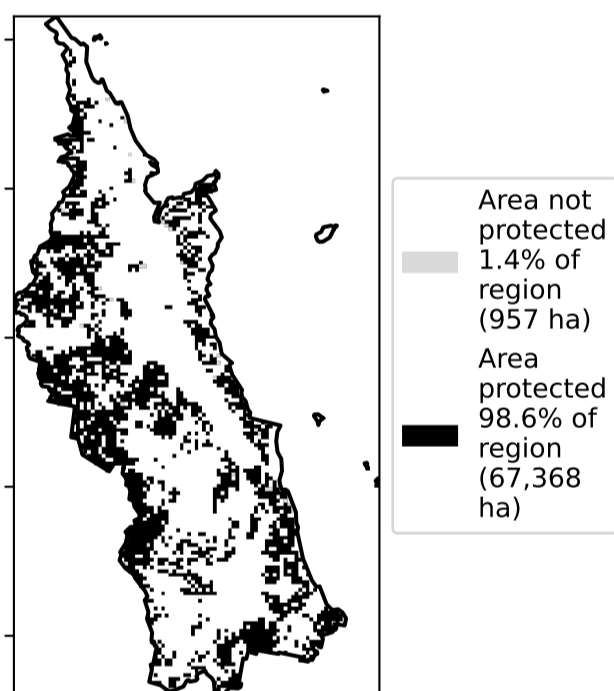 Area not
protected
1.4% of
region
(957 ha)
Area
protected
98.6% of
region
(67,368
ha)